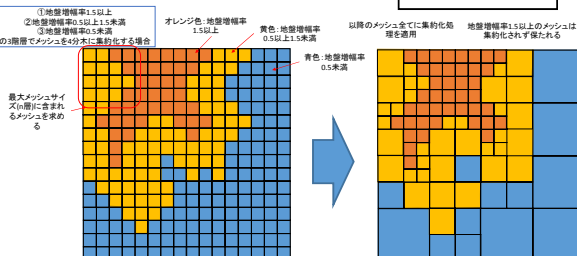 ①地盤増幅率1.5以上
②地盤増幅率0.5以上1.5未満
③地盤増幅率0.5未満
の3階層でメッシュを4分木に集約化する場合
オレンジ色：地盤増幅率
1.5以上
黄色：地盤増幅率
0.5以上1.5未満
青色：地盤増幅率
0.5未満
最大メッシュサイ
ズ(n層)に含まれ
るメッシュを求め
る
以降のメッシュ全てに集約化処
理を適用
地盤増幅率1.5以上のメッシュは
集約化されず保たれる